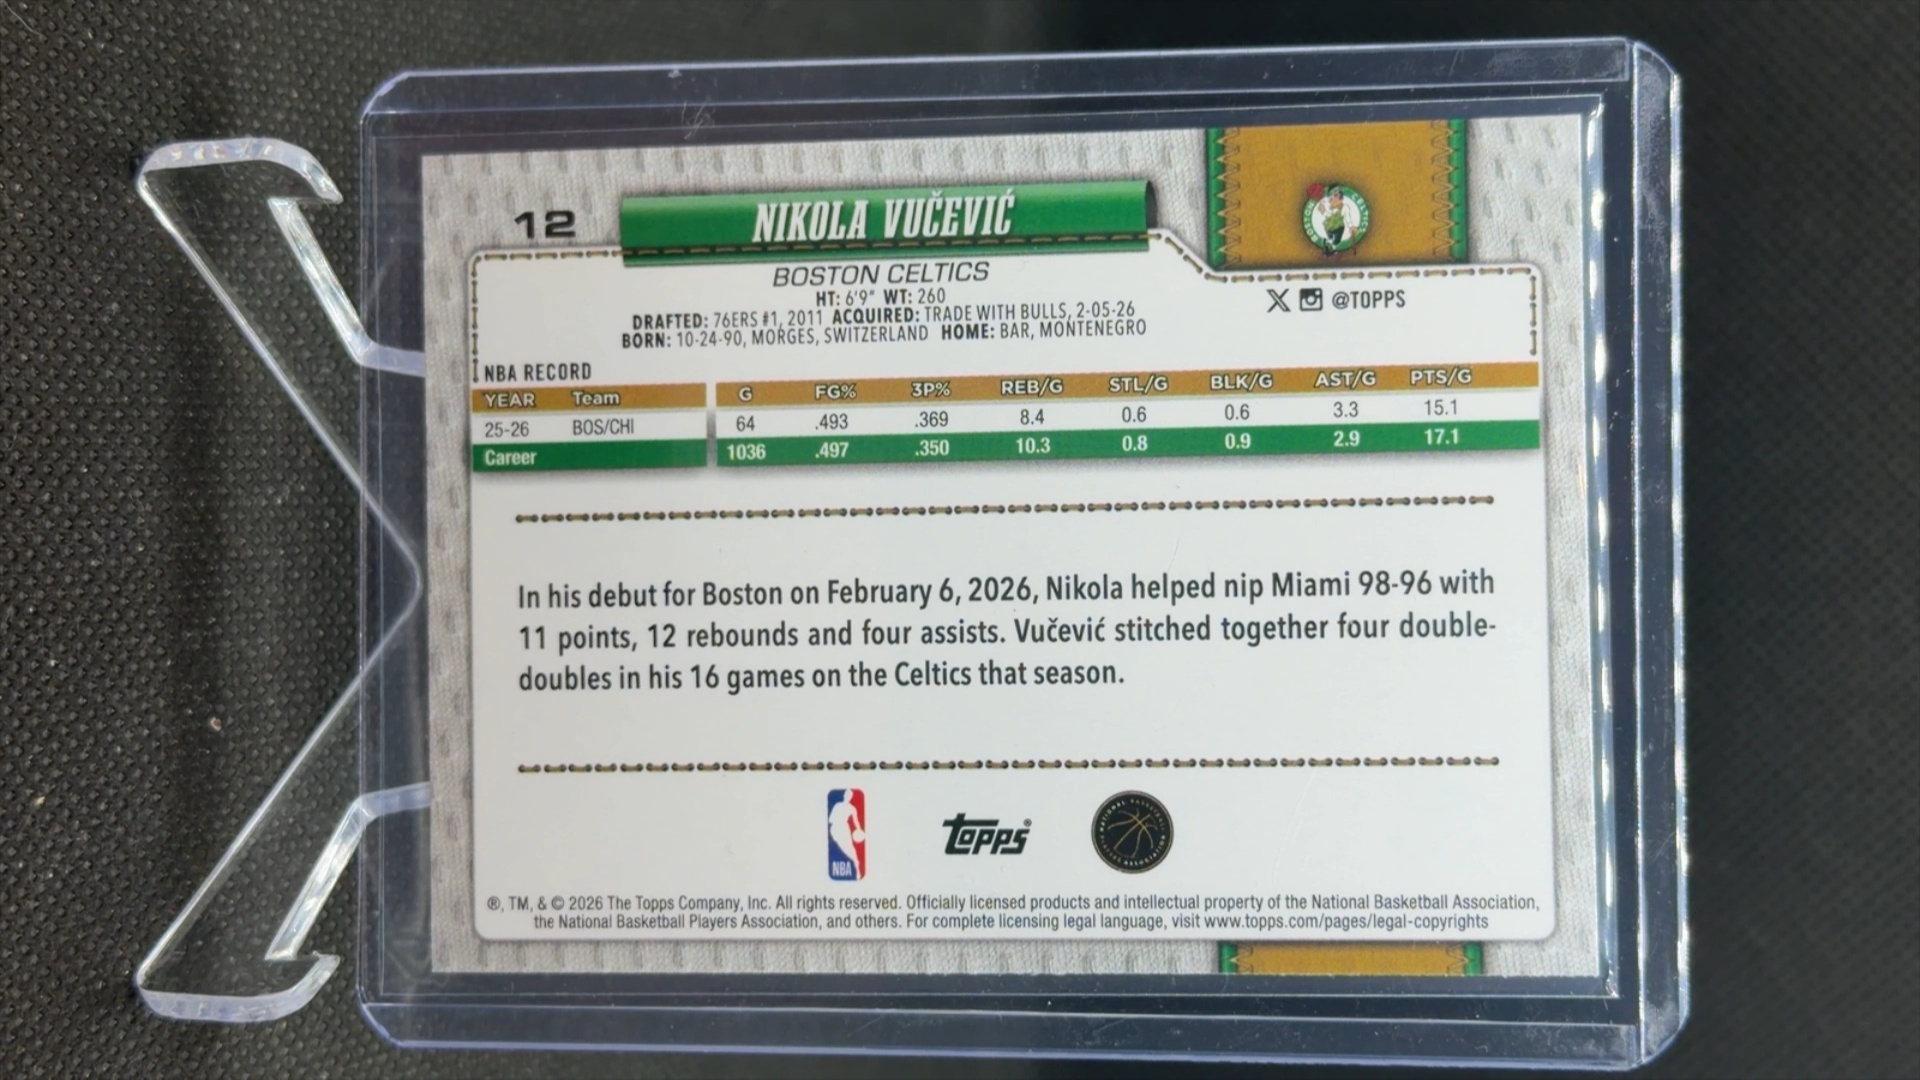 12
NIKOLA VUČEVIĆ
BOSTON CELTICS
HT: 6'9" WT: 260
DRAFTED: 76ERS #1, 2011 ACQUIRED: TRADE WITH BULLS, 2-05-26
BORN: 10-24-90, MORGES, SWITZERLAND HOME: BAR, MONTENEGRO
@TOPPS
NBA RECORD
YEAR Team G FG% 3P% REB/G STL/G BLK/G AST/G PTS/G
25-26 BOS/CHI 64 .493 .369 8.4 0.6 0.6 3.3 15.1
Career 1036 .497 .350 10.3 0.8 0.9 2.9 17.1
In his debut for Boston on February 6, 2026, Nikola helped nip Miami 98-96 with
11 points, 12 rebounds and four assists. Vučević stitched together four double-
doubles in his 16 games on the Celtics that season.
NBA
topps®
®, TM, & © 2026 The Topps Company, Inc. All rights reserved. Officially licensed products and intellectual property of the National Basketball Association,
the National Basketball Players Association, and others. For complete licensing legal language, visit www.topps.com/pages/legal-copyrights